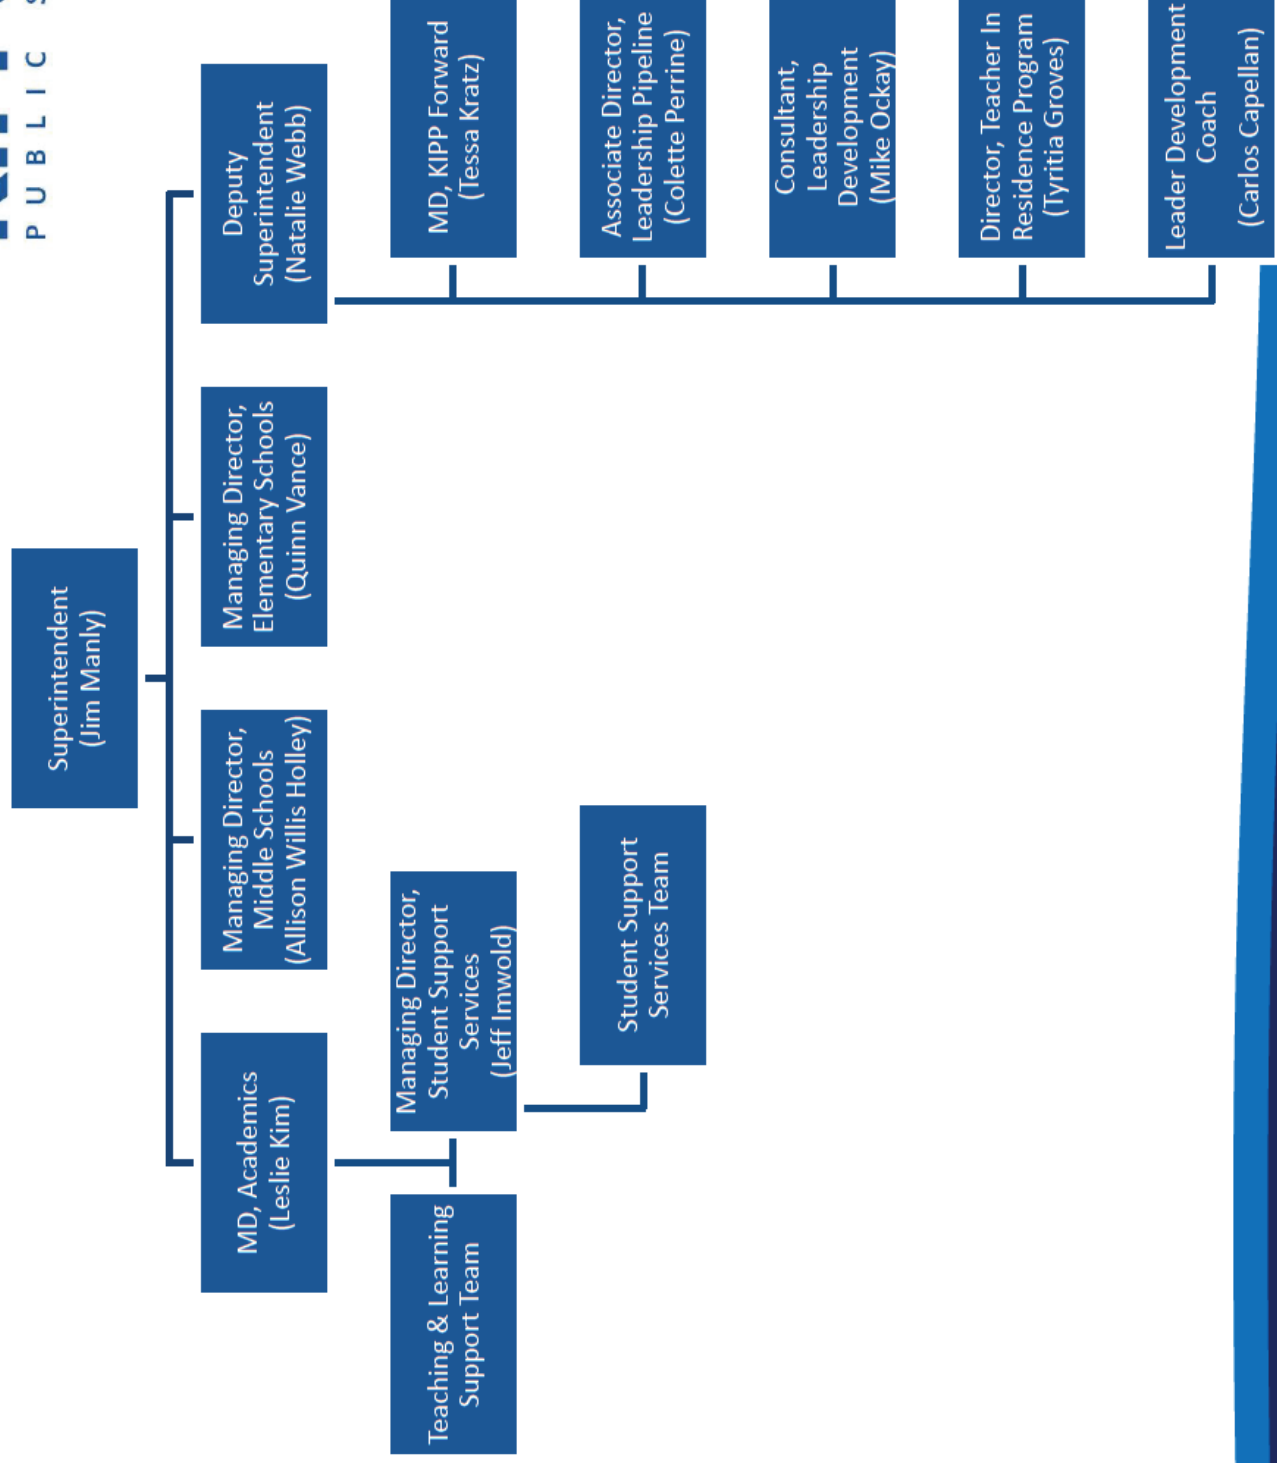 PUBLIC
Superintendent
(Jim Manly)
MD, Academics
(Leslie Kim)
Managing Director,
Middle Schools
(Allison Willis Holley)
Managing Director,
Elementary Schools
(Quinn Vance)
Deputy
Superintendent
(Natalie Webb)
Teaching & Learning
Support Team
Managing Director,
Student Support
Services
(Jeff Imwold)
Student Support
Services Team
MD, KIPP Forward
(Tessa Kratz)
Associate Director,
Leadership Pipeline
(Colette Perrine)
Consultant,
Leadership
Development
(Mike Ockay)
Director, Teacher In
Residence Program
(Tyritia Groves)
Leader Development
Coach
(Carlos Capellan)